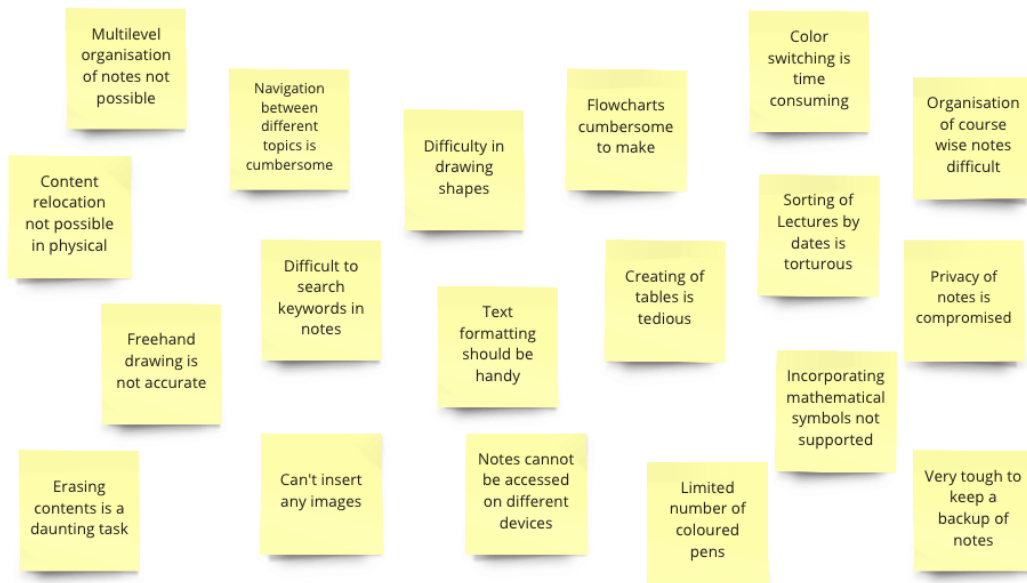 Multilevel
organisation
of notes not
possible
Navigation
between
different
topics is
cumbersome
Difficulty in
drawing
shapes
Flowcharts
cumbersome
to make
Color
switching is
time
consuming
Organisation
of course
wise notes
difficult
Content
relocation
not possible
in physical
Difficult to
search
keywords in
notes
Text
formatting
should be
handy
Creating of
tables is
tedious
Sorting of
Lectures by
dates is
torturous
Privacy of
notes is
compromised
Freehand
drawing is
not accurate
Incorporating
mathematical
symbols not
supported
Erasing
contents is a
daunting task
Can't insert
any images
Notes cannot
be accessed
on different
devices
Limited
number of
coloured
pens
Very tough to
keep a
backup of
notes